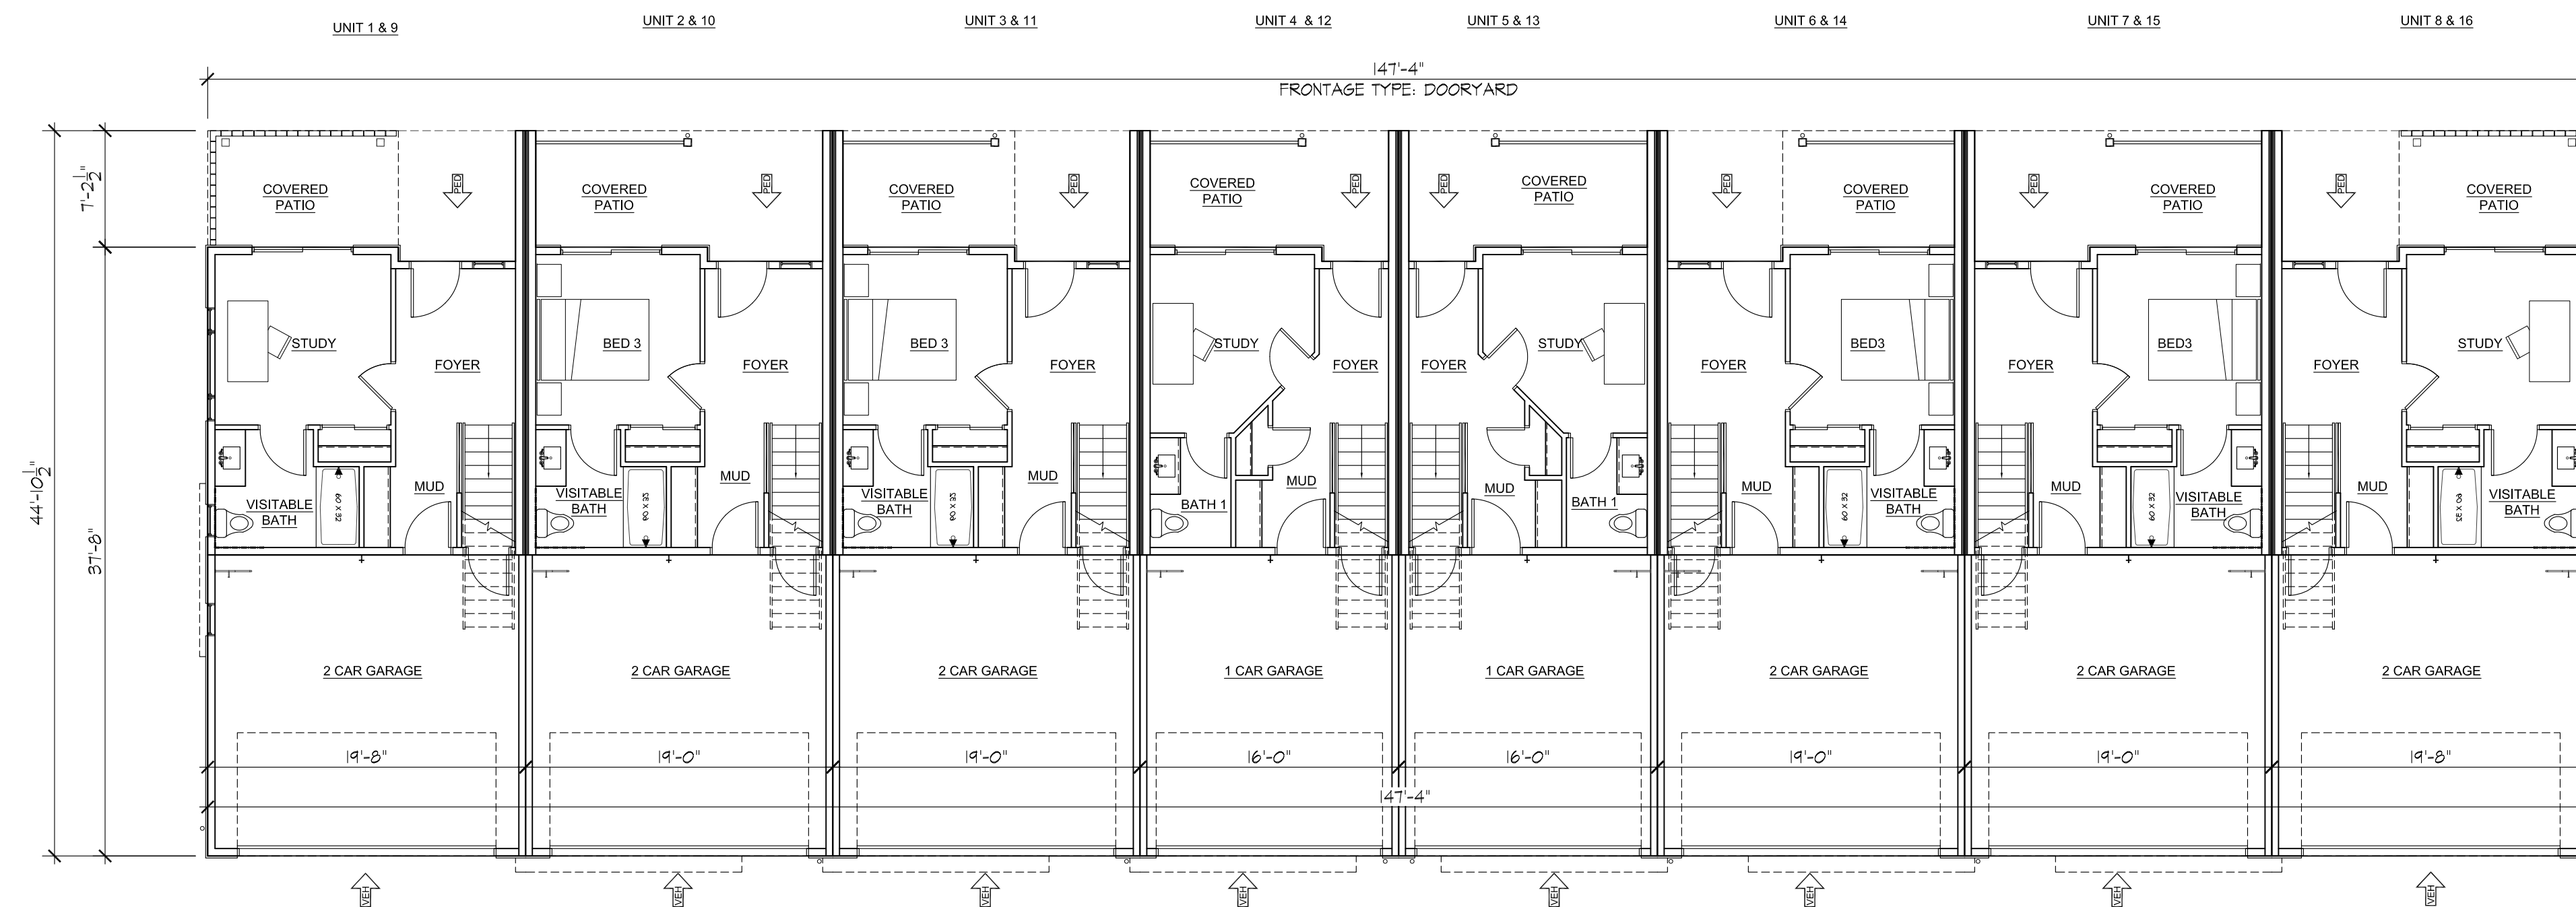 UNIT 1 & 9
UNIT 2 & 10
UNIT 3 & 11
UNIT 4 & 12
UNIT 5 & 13
UNIT 6 & 14
UNIT 7 & 15
UNIT 8 & 16
147'-4"
FRONTAGE TYPE: DOORYARD
7'-2 1/2"
44'-10 1/2"
37'-8"
COVERED
PATIO
PED
COVERED
PATIO
PED
COVERED
PATIO
PED
COVERED
PATIO
PED
PED
COVERED
PATIO
PED
COVERED
PATIO
PED
COVERED
PATIO
PED
COVERED
PATIO
STUDY
FOYER
BED 3
FOYER
BED 3
FOYER
STUDY
FOYER
FOYER
STUDY
FOYER
BED3
FOYER
BED3
FOYER
STUDY
VISITABLE
BATH
60 X 32
MUD
VISITABLE
BATH
60 X 32
MUD
VISITABLE
BATH
60 X 32
MUD
BATH 1
MUD
MUD
BATH 1
MUD
60 X 32
VISITABLE
BATH
MUD
60 X 32
VISITABLE
BATH
MUD
60 X 32
VISITABLE
BATH
2 CAR GARAGE
2 CAR GARAGE
2 CAR GARAGE
1 CAR GARAGE
1 CAR GARAGE
2 CAR GARAGE
2 CAR GARAGE
2 CAR GARAGE
19'-8"
19'-0"
19'-0"
16'-0"
16'-0"
19'-0"
19'-0"
19'-8"
147'-4"
VEH
VEH
VEH
VEH
VEH
VEH
VEH
VEH